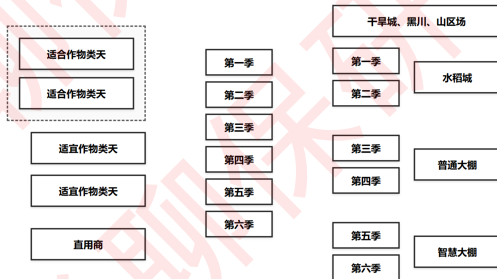 适合作物类天
适合作物类天
适宜作物类天
适宜作物类天
直用商
第一季
第二季
第三季
第四季
第五季
第六季
干旱城、黑川、山区场
第一季
第二季
水稻城
第三季
第四季
普通大棚
第五季
第六季
智慧大棚
聊保研